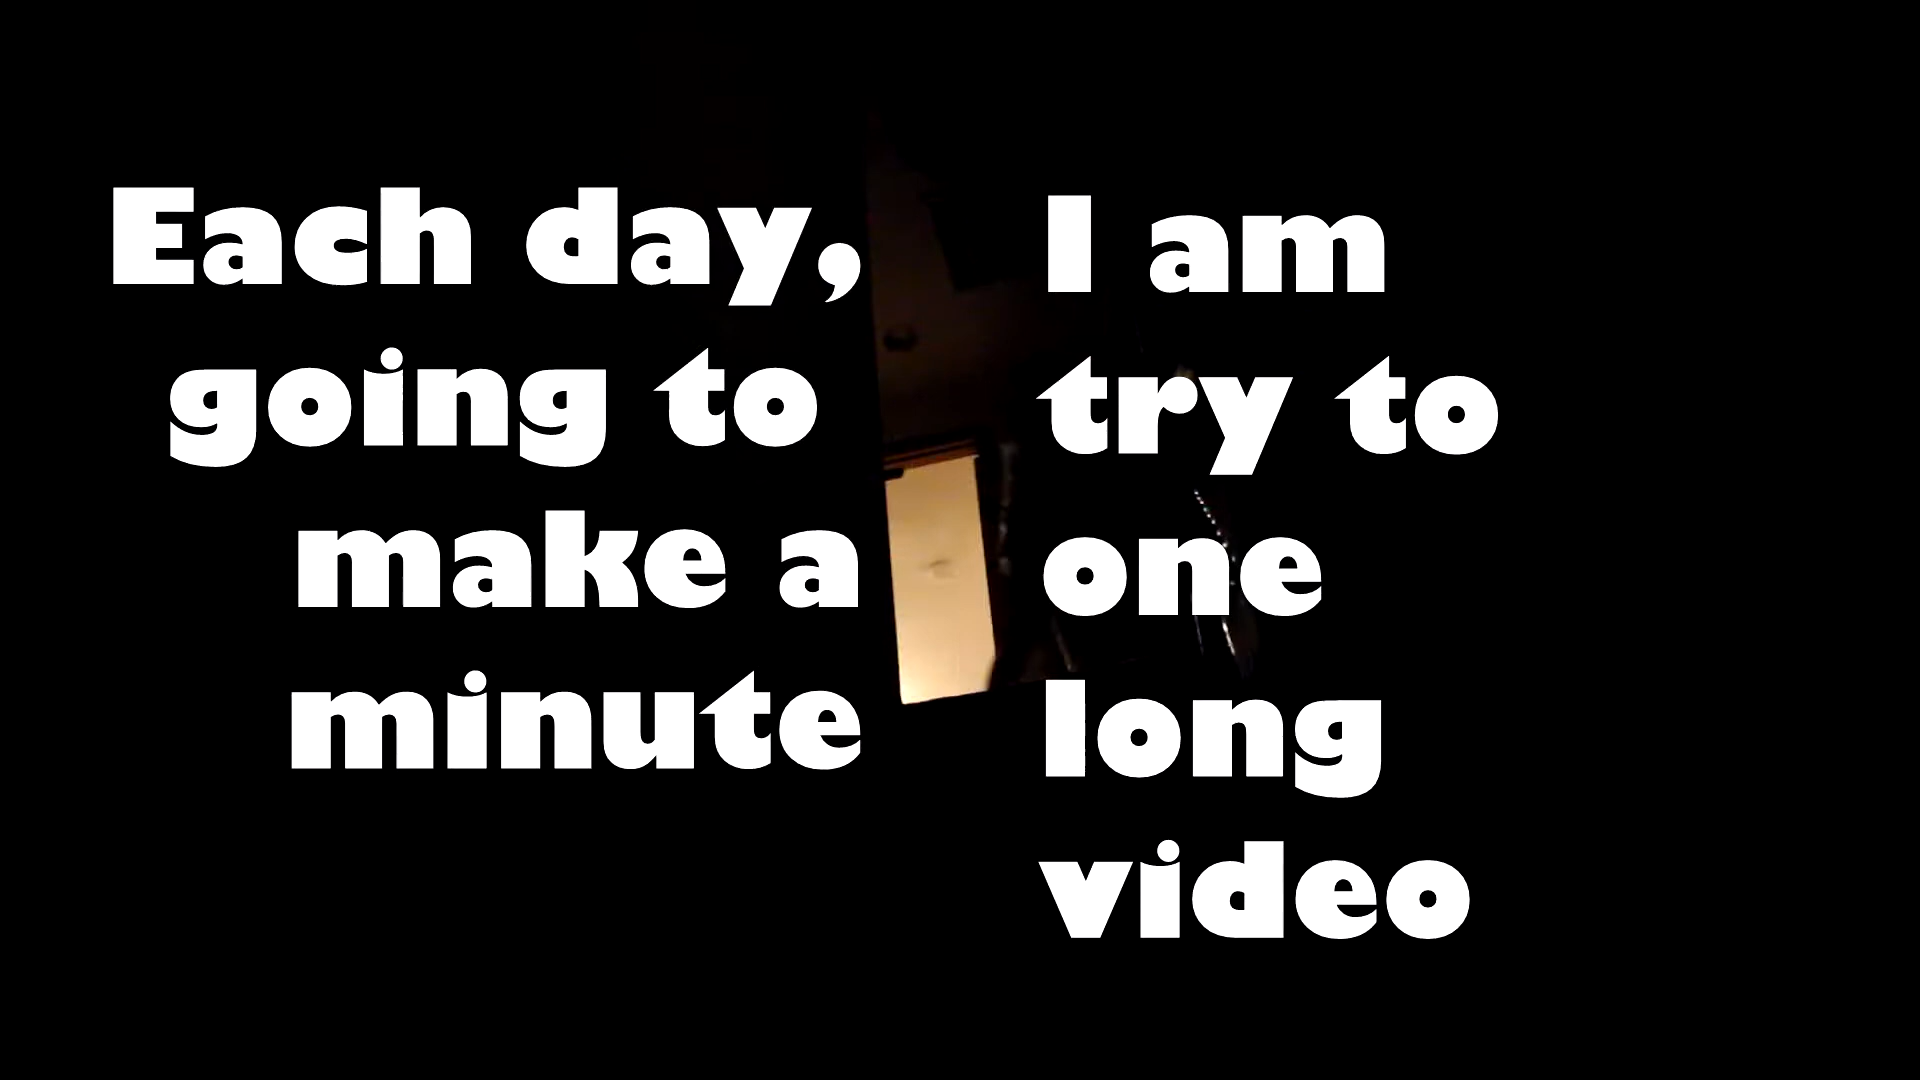 Each day, I am
going to try to
make a one
minute long
video